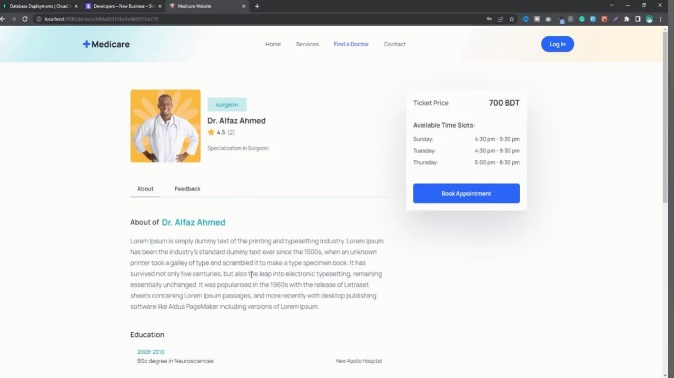 Database Deployments | Cloud
Developers - New Business - St
Medicare Website
Medicare
Home Services Find a Doctor Contact
Log In
surgeon
Dr. Alfaz Ahmed
4.5 (2)
Specialization in Surgeon
Ticket Price 700 BDT
Available Time Slots:
Sunday: 4:30 pm - 9:30 pm
Tuesday: 4:30 pm - 9:30 pm
Thursday: 5:00 pm - 8:30 pm
Book Appointment
About Feedback
About of Dr. Alfaz Ahmed
Lorem Ipsum is simply dummy text of the printing and typesetting industry. Lorem Ipsum
has been the industry's standard dummy text ever since the 1500s, when an unknown
printer took a galley of type and scrambled it to make a type specimen book. It has
survived not only five centuries, but also the leap into electronic typesetting, remaining
essentially unchanged. It was popularised in the 1960s with the release of Letraset
sheets containing Lorem Ipsum passages, and more recently with desktop publishing
software like Aldus PageMaker including versions of Lorem Ipsum.
Education
2008-2010
BSc degree in Neurosciences New Apollo Hospital